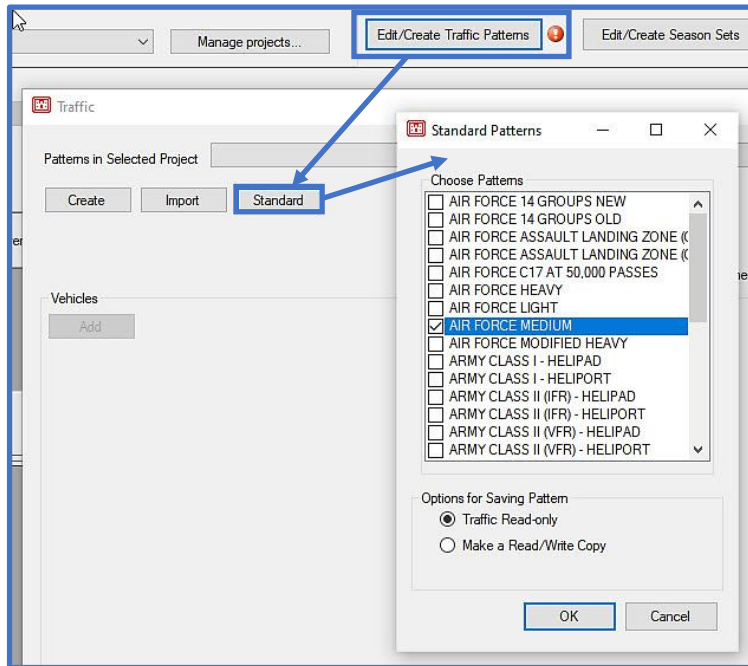 Manage projects...
Edit/Create Traffic Patterns
Edit/Create Season Sets
Traffic
Patterns in Selected Project
Create
Import
Standard
Vehicles
Add
Standard Patterns
Choose Patterns
AIR FORCE 14 GROUPS NEW
AIR FORCE 14 GROUPS OLD
AIR FORCE ASSAULT LANDING ZONE (
AIR FORCE ASSAULT LANDING ZONE (
AIR FORCE C17 AT 50,000 PASSES
AIR FORCE HEAVY
AIR FORCE LIGHT
AIR FORCE MEDIUM
AIR FORCE MODIFIED HEAVY
ARMY CLASS I - HELIPAD
ARMY CLASS I - HELIPORT
ARMY CLASS II (IFR) - HELIPAD
ARMY CLASS II (IFR) - HELIPORT
ARMY CLASS II (VFR) - HELIPAD
ARMY CLASS II (VFR) - HELIPORT
Options for Saving Pattern
Traffic Read-only
Make a Read/Write Copy
OK
Cancel